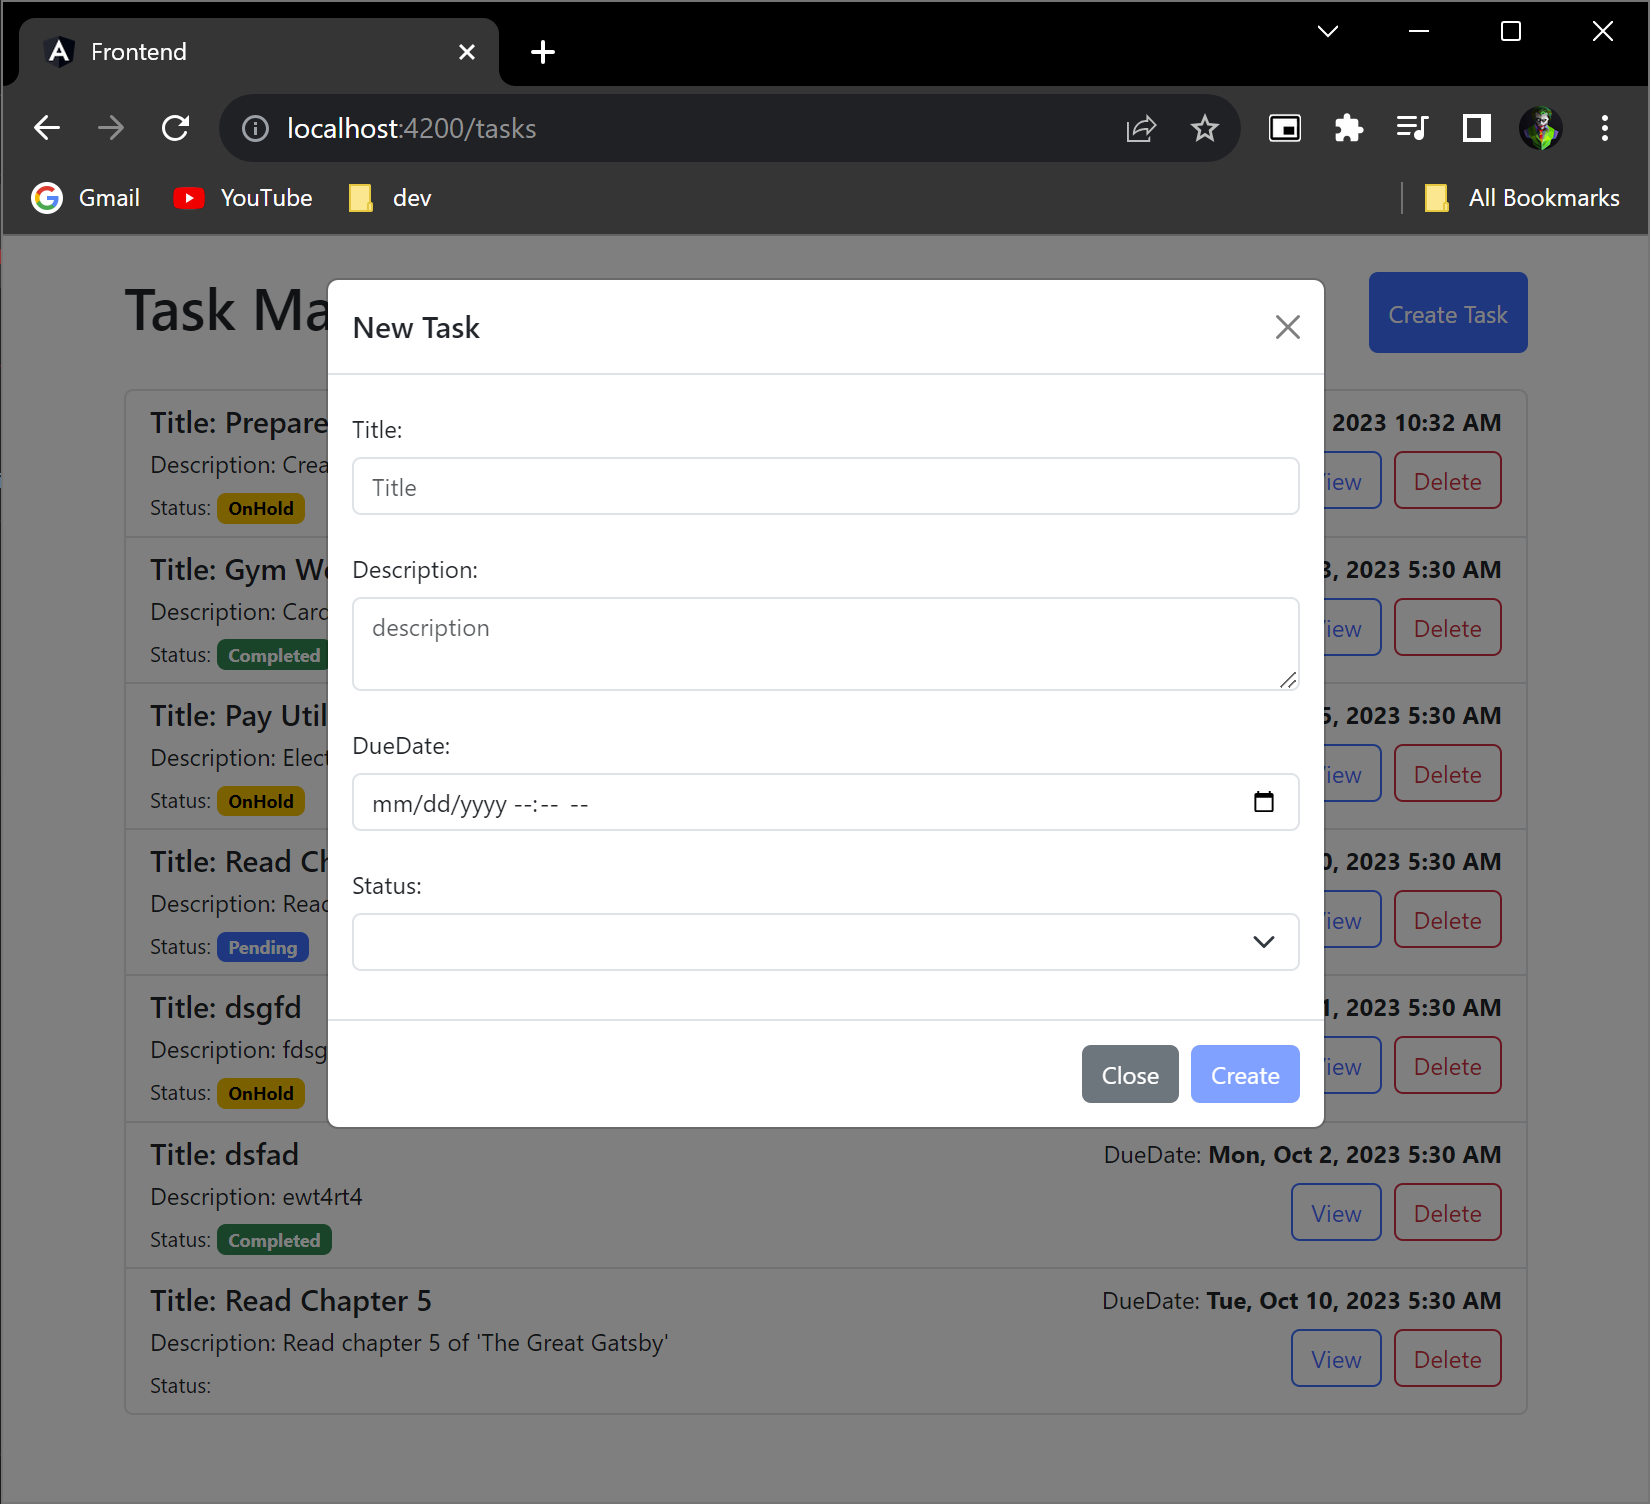 Frontend
localhost:4200/tasks
Gmail YouTube dev All Bookmarks
Task Ma
Create Task
New Task
Title:
Title
Description:
description
DueDate:
mm/dd/yyyy --:-- --
Status:
Close Create
Title: Prepare 2023 10:32 AM
Description: Crea
Status: OnHold
iew Delete
Title: Gym Wo 3, 2023 5:30 AM
Description: Card
Status: Completed
iew Delete
Title: Pay Util 5, 2023 5:30 AM
Description: Elect
Status: OnHold
iew Delete
Title: Read Ch 0, 2023 5:30 AM
Description: Read
Status: Pending
iew Delete
Title: dsgfd 1, 2023 5:30 AM
Description: fdsg
Status: OnHold
iew Delete
Title: dsfad DueDate: Mon, Oct 2, 2023 5:30 AM
Description: ewt4rt4
View Delete
Status: Completed
Title: Read Chapter 5 DueDate: Tue, Oct 10, 2023 5:30 AM
Description: Read chapter 5 of 'The Great Gatsby'
View Delete
Status: